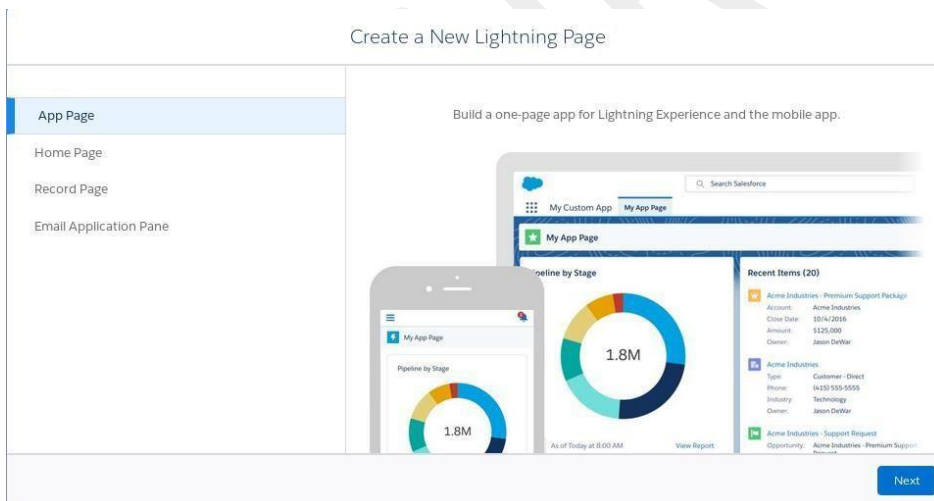 Create a New Lightning Page
App Page
Home Page
Record Page
Email Application Pane
Build a one-page app for Lightning Experience and the mobile app.
Search Salesforce
My Custom App My App Page
My App Page
Pipeline by Stage
1.8M
As of Today at 8:00 AM View Report
Recent Items (20)
Acme Industries - Premium Support Package
Account: Acme Industries
Close Date: 10/4/2016
Amount: $125,000
Owner: Jason DeWar
Acme Industries
Type: Customer - Direct
Phone: (415) 555-5555
Industry: Technology
Owner: Jason DeWar
Acme Industries - Support Request
Opportunity: Acme Industries - Premium Support
My App Page
Pipeline by Stage
1.8M
Next